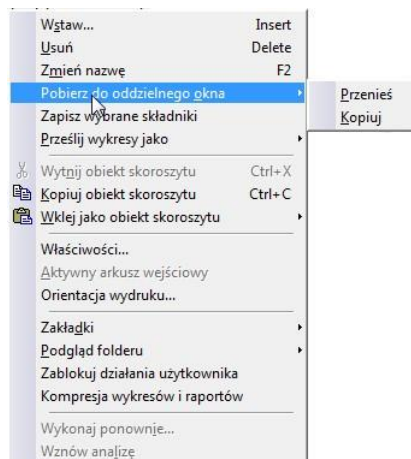 Wstaw... Insert
Usuń Delete
Zmień nazwę F2
Pobierz do oddzielnego okna
Przenieś
Zapisz wybrane składniki
Kopiuj
Prześlij wykresy jako
Wytnij obiekt skoroszytu Ctrl+X
Kopiuj obiekt skoroszytu Ctrl+C
Wklej jako obiekt skoroszytu
Właściwości...
Aktywny arkusz wejściowy
Orientacja wydruku...
Zakładki
Podgląd folderu
Zablokuj działania użytkownika
Kompresja wykresów i raportów
Wykonaj ponownie...
Wznów analizę